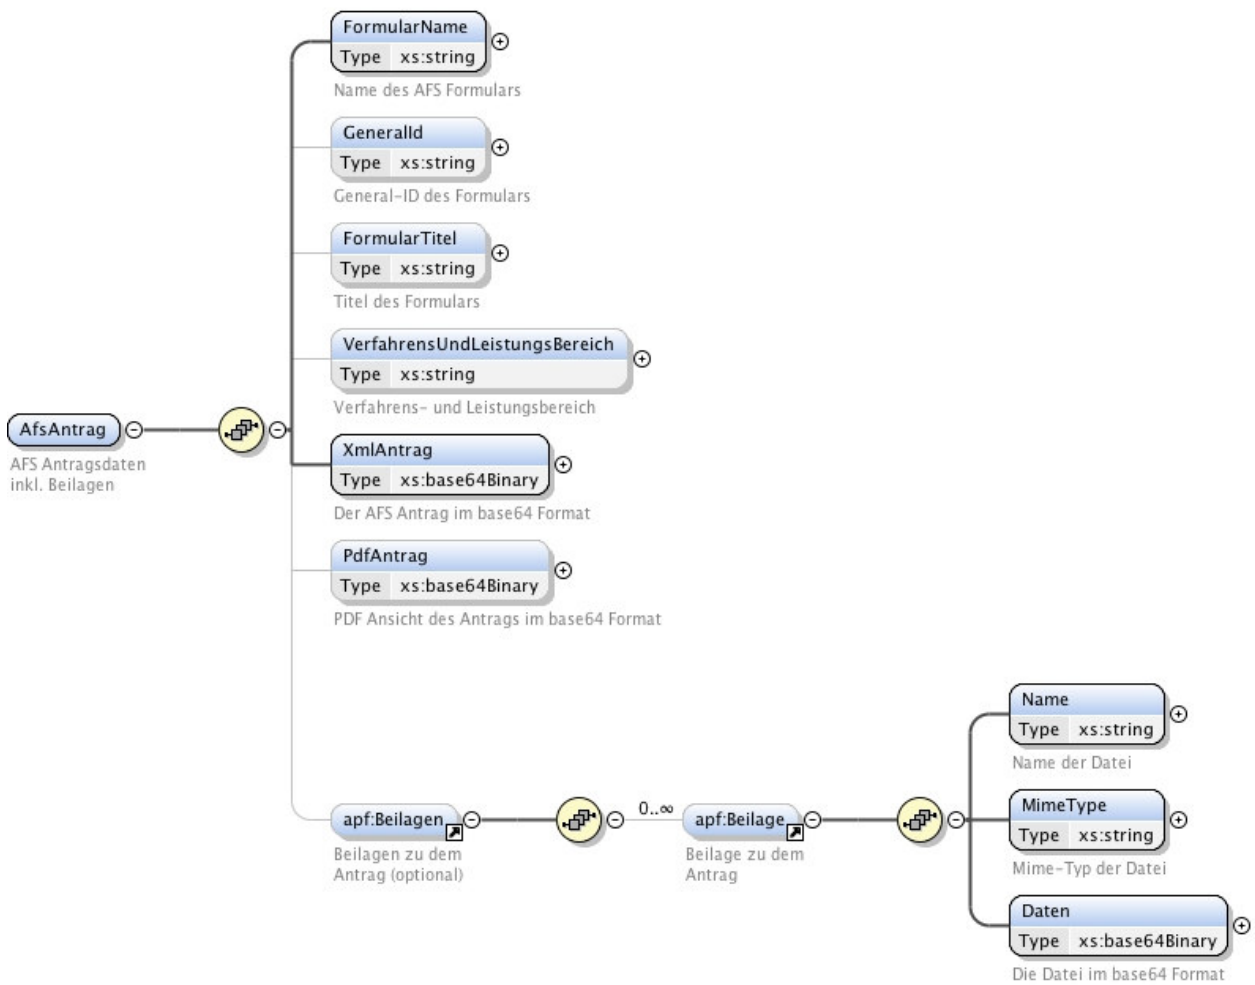 FormularName
Type xs:string
Name des AFS Formulars
GeneralId
Type xs:string
General-ID des Formulars
FormularTitel
Type xs:string
Titel des Formulars
VerfahrensUndLeistungsBereich
Type xs:string
Verfahrens- und Leistungsbereich
AfsAntrag
AFS Antragsdaten
inkl. Beilagen
XmlAntrag
Type xs:base64Binary
Der AFS Antrag im base64 Format
PdfAntrag
Type xs:base64Binary
PDF Ansicht des Antrags im base64 Format
apf:Beilagen
Beilagen zu dem
Antrag (optional)
0..∞
apf:Beilage
Beilage zu dem
Antrag
Name
Type xs:string
Name der Datei
MimeType
Type xs:string
Mime-Typ der Datei
Daten
Type xs:base64Binary
Die Datei im base64 Format